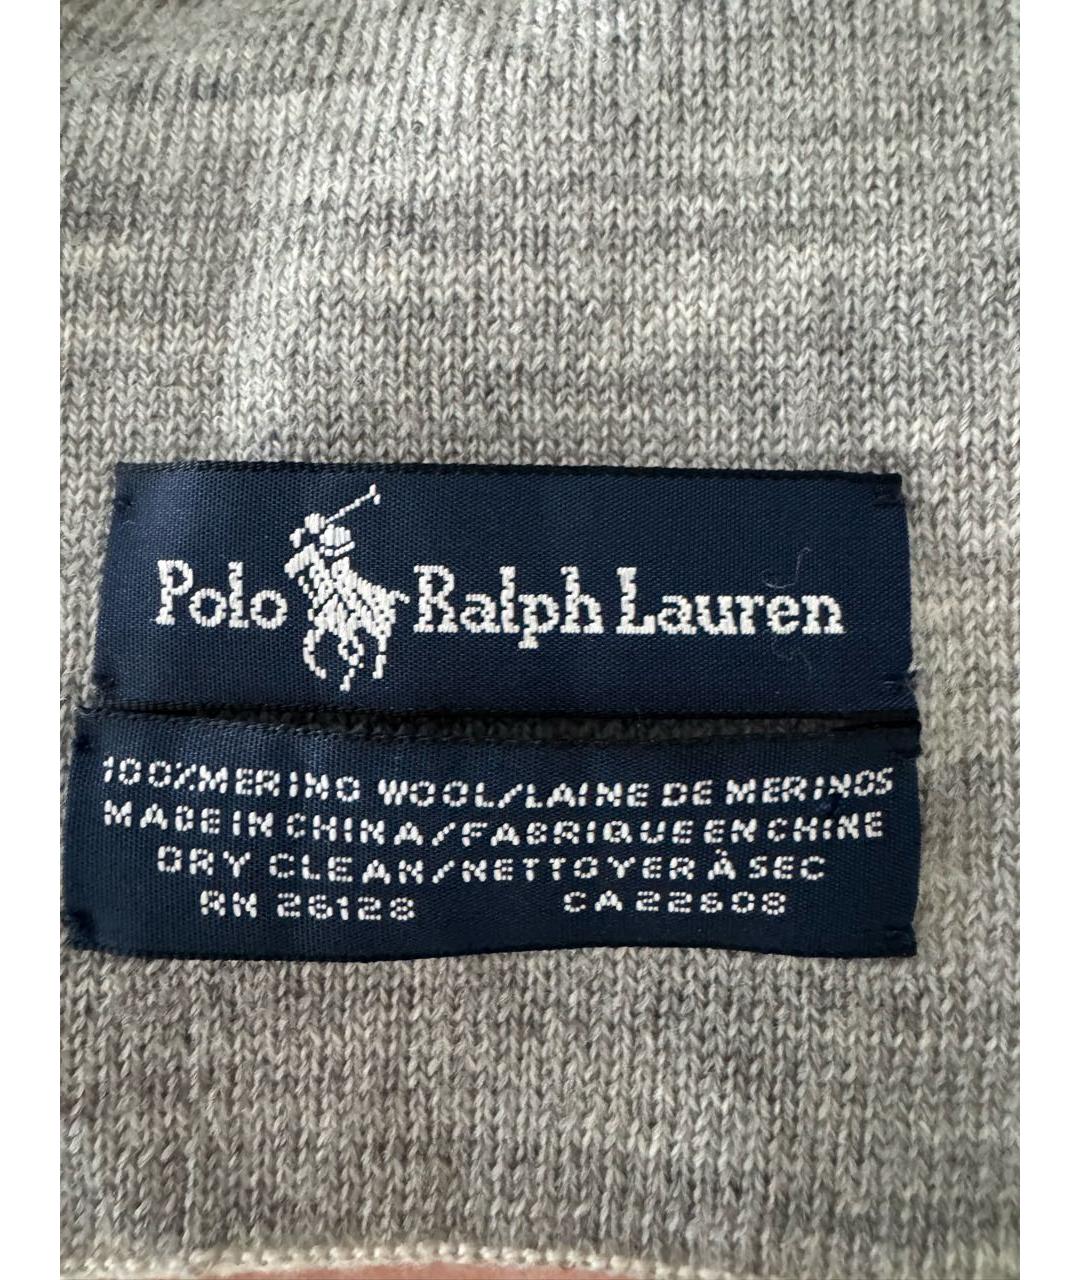 Polo Ralph Lauren
100% MERINO WOOL/LAINE DE MERINOS
MADE IN CHINA/FABRIQUE EN CHINE
DRY CLEAN/NETTOYER À SEC
RN 26128 CA 22608